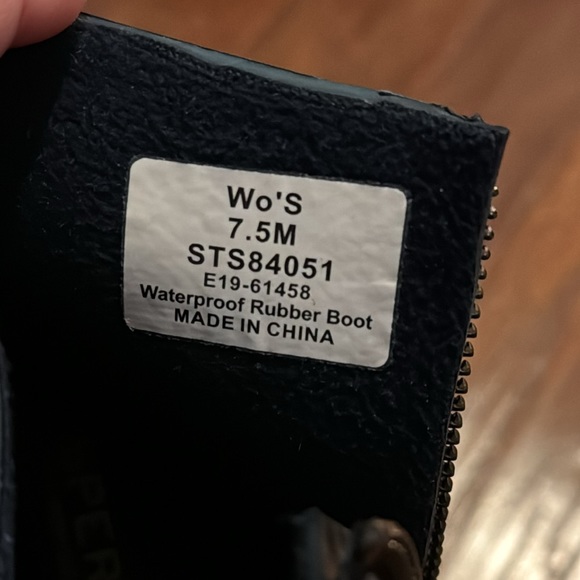 Wo'S
7.5M
STS84051
E19-61458
Waterproof Rubber Boot
MADE IN CHINA